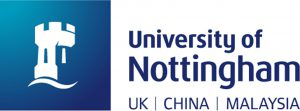 University of
Nottingham
UK | CHINA | MALAYSIA